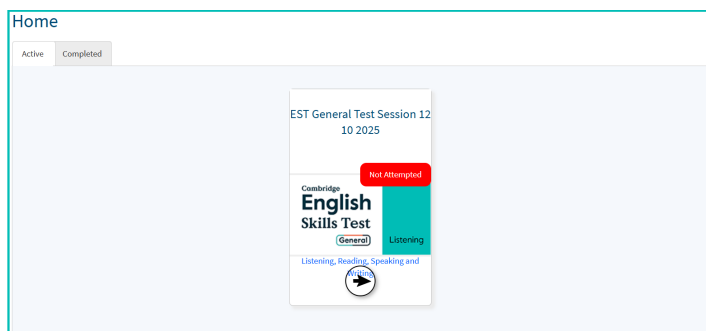 Home
Active
Completed
EST General Test Session 12
10 2025
Not Attempted
Cambridge
English
Skills Test
General
Listening
Listening, Reading, Speaking and
Writing